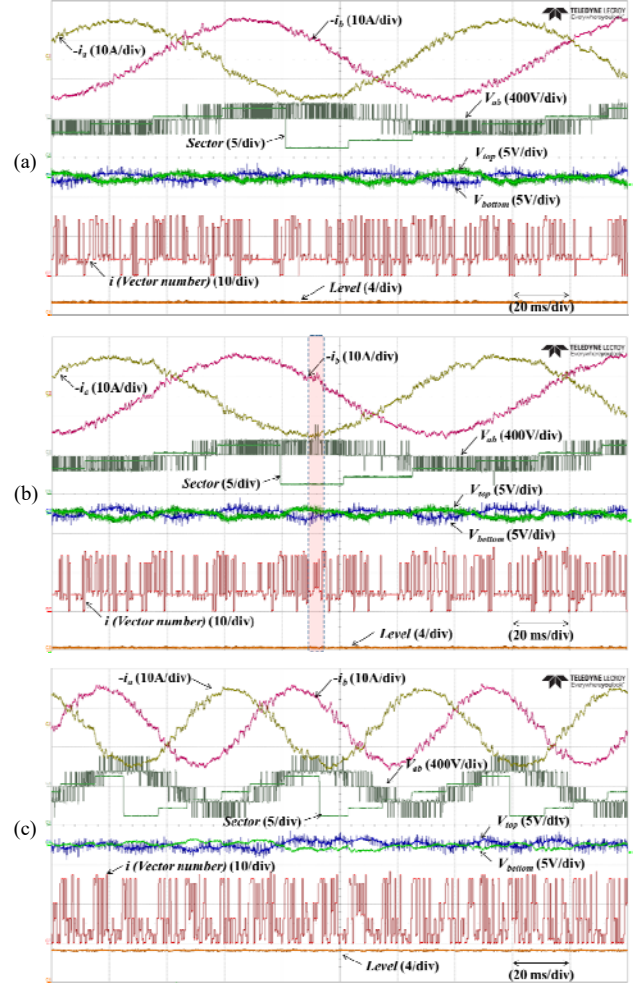 TELEDYNE LECROY
Everywhereyoulook
-ia (10A/div)
-ib (10A/div)
Vab (400V/div)
Sector (5/div)
(a)
Vtop (5V/div)
Vbottom (5V/div)
i (Vector number) (10/div)
Level (4/div)
(20 ms/div)
TELEDYNE LECROY
Everywhereyoulook
-ib (10A/div)
-ia (10A/div)
Vab (400V/div)
Sector (5/div)
(b)
Vtop (5V/div)
Vbottom (5V/div)
i (Vector number) (10/div)
(20 ms/div)
Level (4/div)
TELEDYNE LECROY
Everywhereyoulook
-ia (10A/div)
-ib (10A/div)
Vab (400V/div)
Sector (5/div)
(c)
Vtop (5V/div)
i (Vector number) (10/div)
Vbottom (5V/div)
Level (4/div)
(20 ms/div)